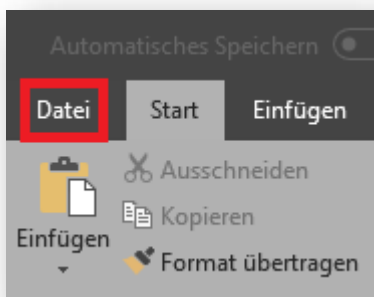 Automatisches Speichern
Datei Start Einfügen
Ausschneiden
Kopieren
Einfügen
Format übertragen